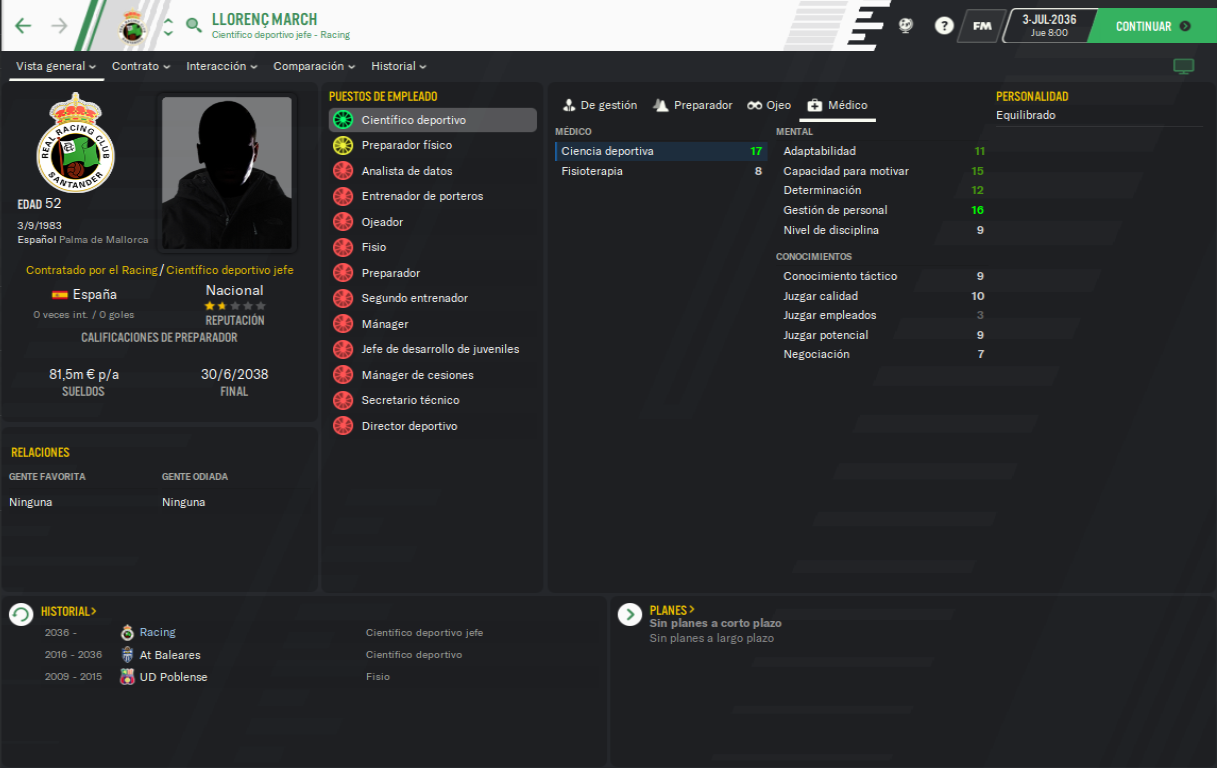 LLORENÇ MARCH
Científico deportivo jefe - Racing
?
FM
3-JUL-2036
Jue 8:00
CONTINUAR
Vista general
Contrato
Interacción
Comparación
Historial
REAL RACING CLUB
SANTANDER
EDAD 52
3/9/1983
Español Palma de Mallorca
Contratado por el Racing/Científico deportivo jefe
España
0 veces int. / 0 goles
Nacional
REPUTACIÓN
CALIFICACIONES DE PREPARADOR
81,5m € p/a
SUELDOS
30/6/2038
FINAL
RELACIONES
GENTE FAVORITA
Ninguna
GENTE ODIADA
Ninguna
PUESTOS DE EMPLEADO
Científico deportivo
Preparador físico
Analista de datos
Entrenador de porteros
Ojeador
Fisio
Preparador
Segundo entrenador
Mánager
Jefe de desarrollo de juveniles
Mánager de cesiones
Secretario técnico
Director deportivo
De gestión
Preparador
Ojeo
Médico
MÉDICO
Ciencia deportiva 17
Fisioterapia 8
MENTAL
Adaptabilidad 11
Capacidad para motivar 15
Determinación 12
Gestión de personal 16
Nivel de disciplina 9
CONOCIMIENTOS
Conocimiento táctico 9
Juzgar calidad 10
Juzgar empleados 3
Juzgar potencial 9
Negociación 7
PERSONALIDAD
Equilibrado
HISTORIAL >
2036 - Racing Científico deportivo jefe
2016 - 2036 At Baleares Científico deportivo
2009 - 2015 UD Poblense Fisio
PLANES >
Sin planes a corto plazo
Sin planes a largo plazo